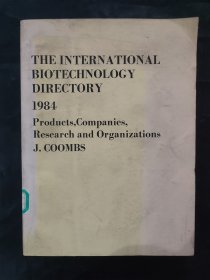 THE INTERNATIONAL
BIOTECHNOLOGY
DIRECTORY
1984
Products, Companies,
Research and Organizations
J. COOMBS